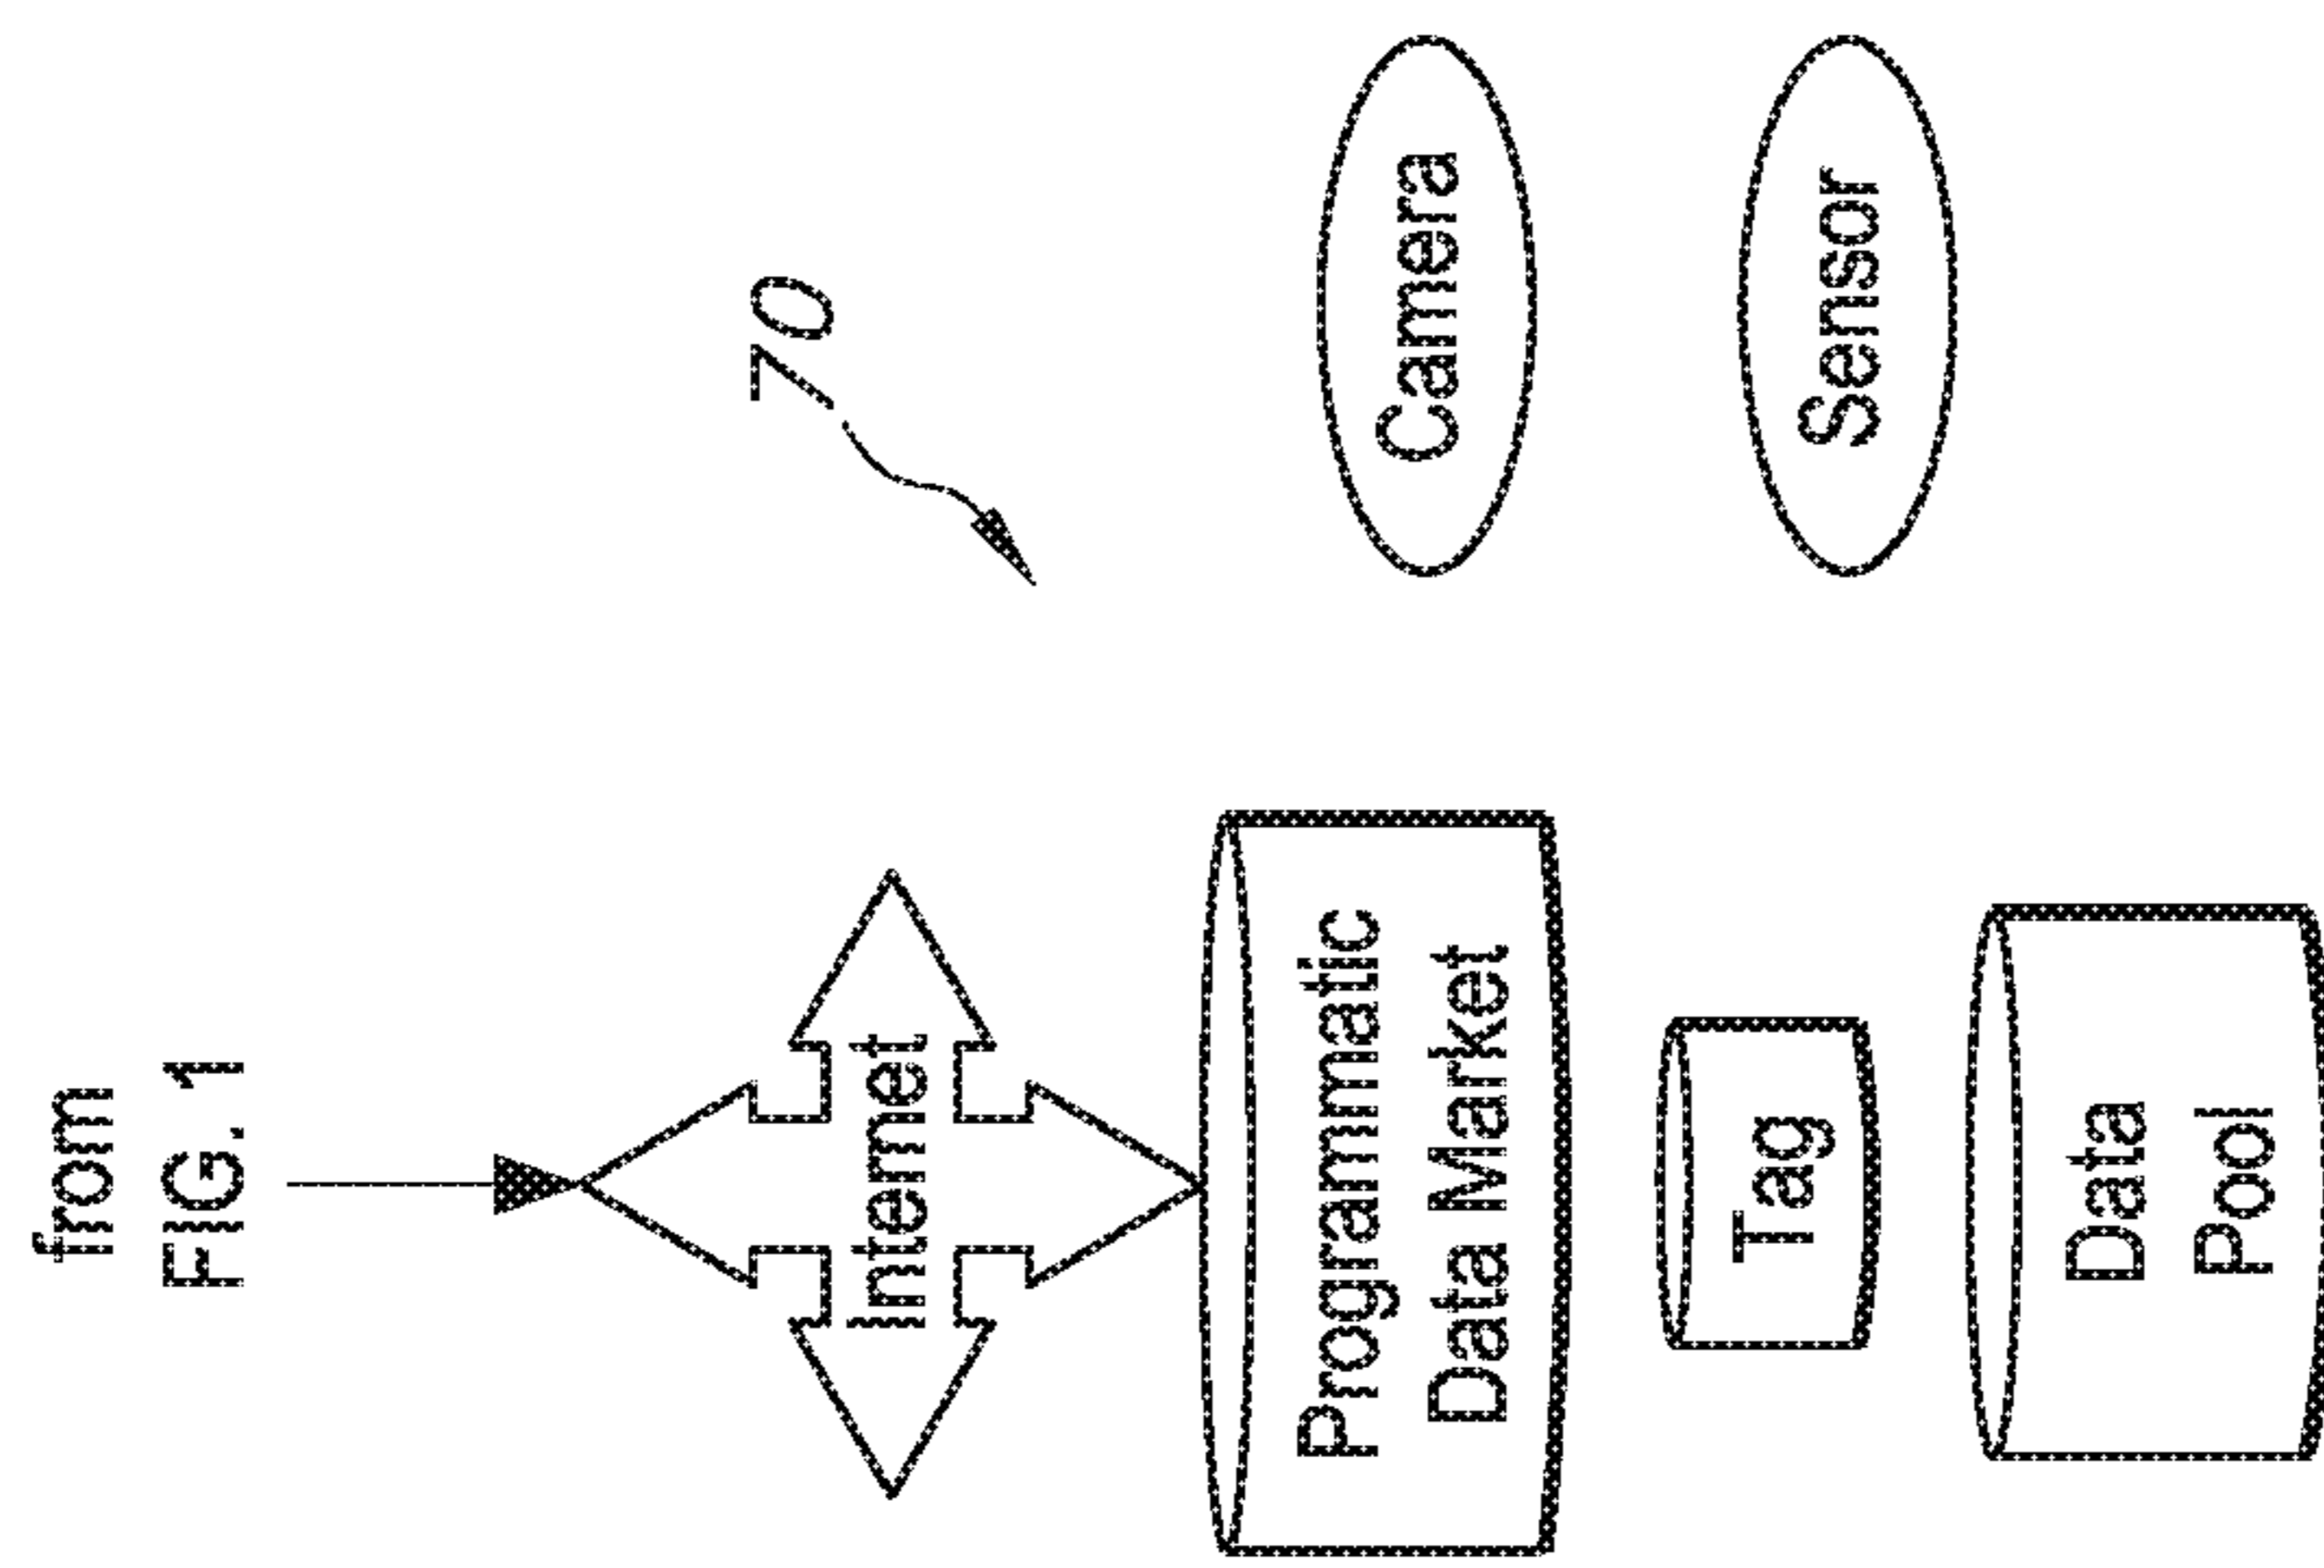 from
FIG. 1
70
Internet
Programmatic
Data Market
Tag
Data
Pool
Camera
Sensor